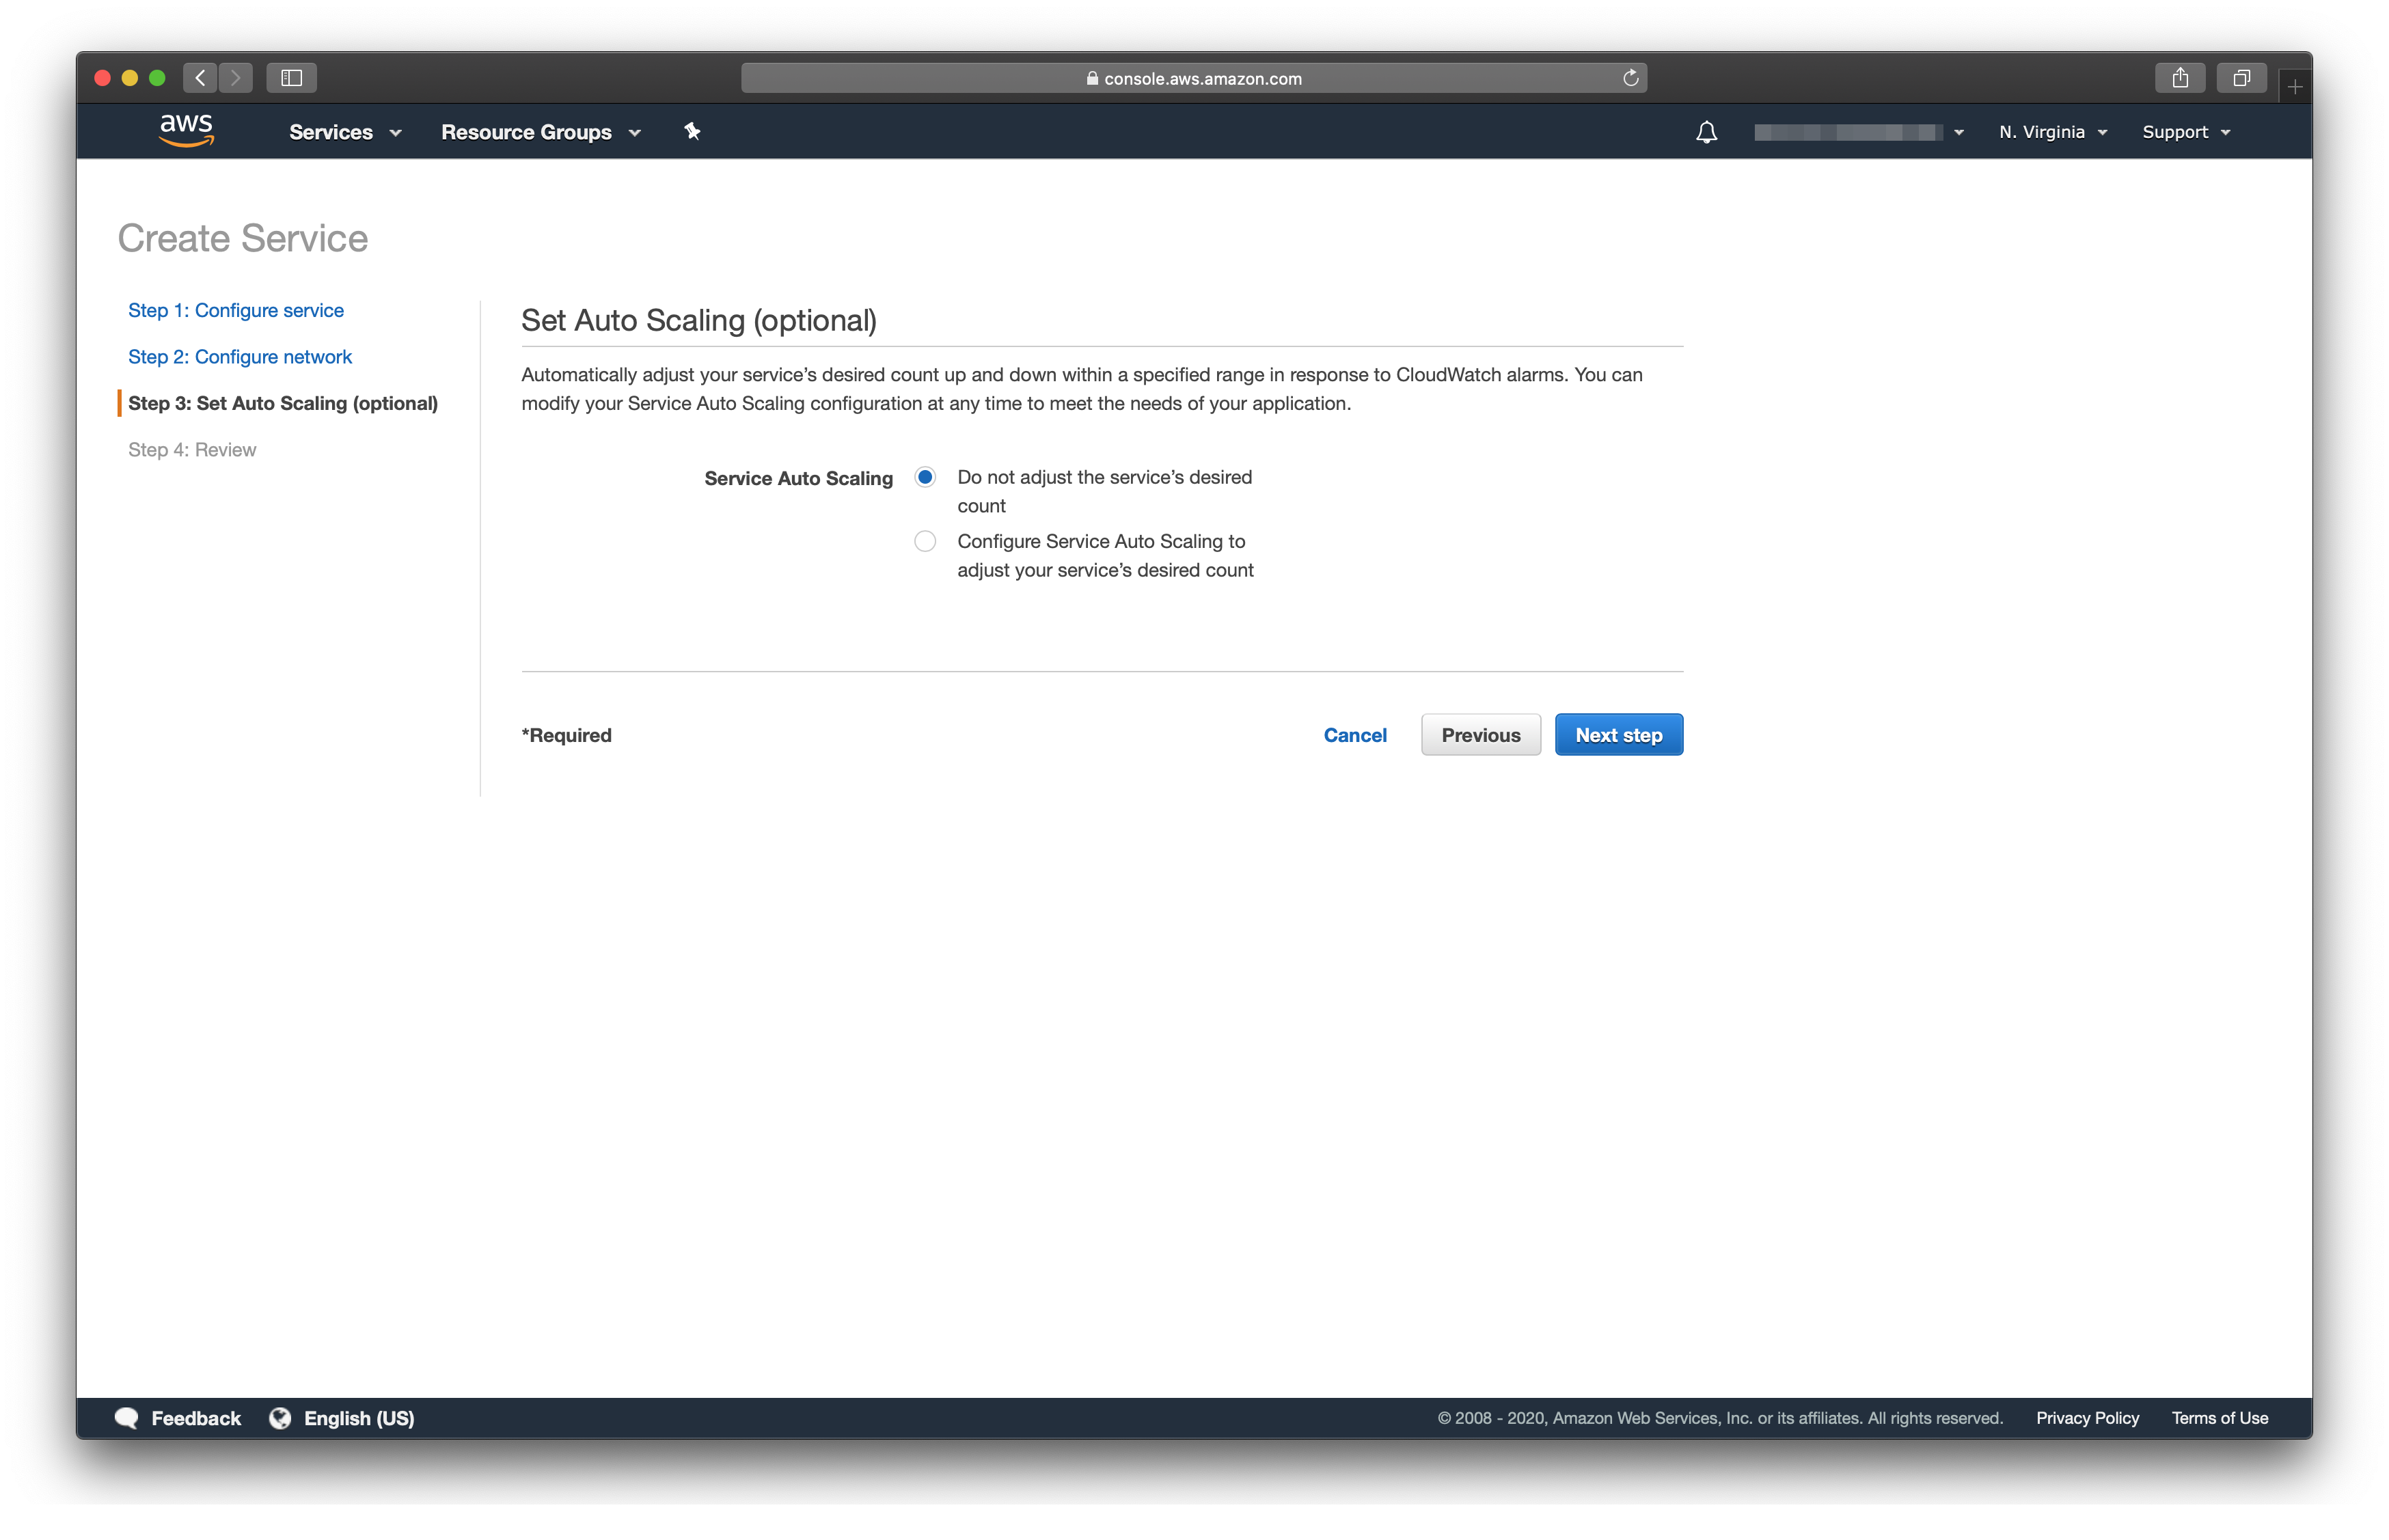 console.aws.amazon.com
aws
Services
Resource Groups
N. Virginia
Support
Create Service
Step 1: Configure service
Step 2: Configure network
Step 3: Set Auto Scaling (optional)
Step 4: Review
Set Auto Scaling (optional)
Automatically adjust your service’s desired count up and down within a specified range in response to CloudWatch alarms. You can
modify your Service Auto Scaling configuration at any time to meet the needs of your application.
Service Auto Scaling
Do not adjust the service’s desired
count
Configure Service Auto Scaling to
adjust your service’s desired count
*Required
Cancel
Previous
Next step
Feedback
English (US)
© 2008 - 2020, Amazon Web Services, Inc. or its affiliates. All rights reserved.
Privacy Policy
Terms of Use